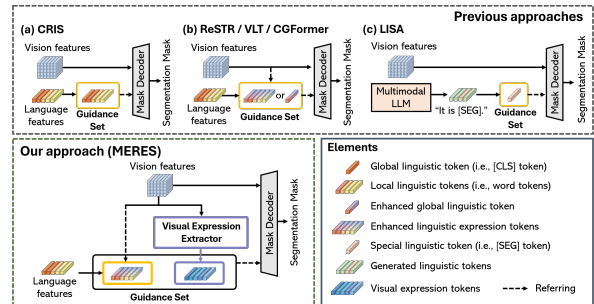 Previous approaches
(a) CRIS
Vision features
Language
features
Guidance
Set
Mask Decoder
Segmentation Mask
(b) ReSTR / VLT / CGFormer
Vision features
Language
features
or
Guidance Set
Mask Decoder
Segmentation Mask
(c) LISA
Vision features
Multimodal
LLM
"It is [SEG]."
Guidance
Set
Mask Decoder
Segmentation Mask
Our approach (MERES)
Vision features
Visual Expression
Extractor
Language
features
Guidance Set
Mask Decoder
Segmentation Mask
Elements
Global linguistic token (i.e., [CLS] token)
Local linguistic tokens (i.e., word tokens)
Enhanced global linguistic token
Enhanced linguistic expression tokens
Special linguistic token (i.e., [SEG] token)
Generated linguistic tokens
Visual expression tokens
Referring